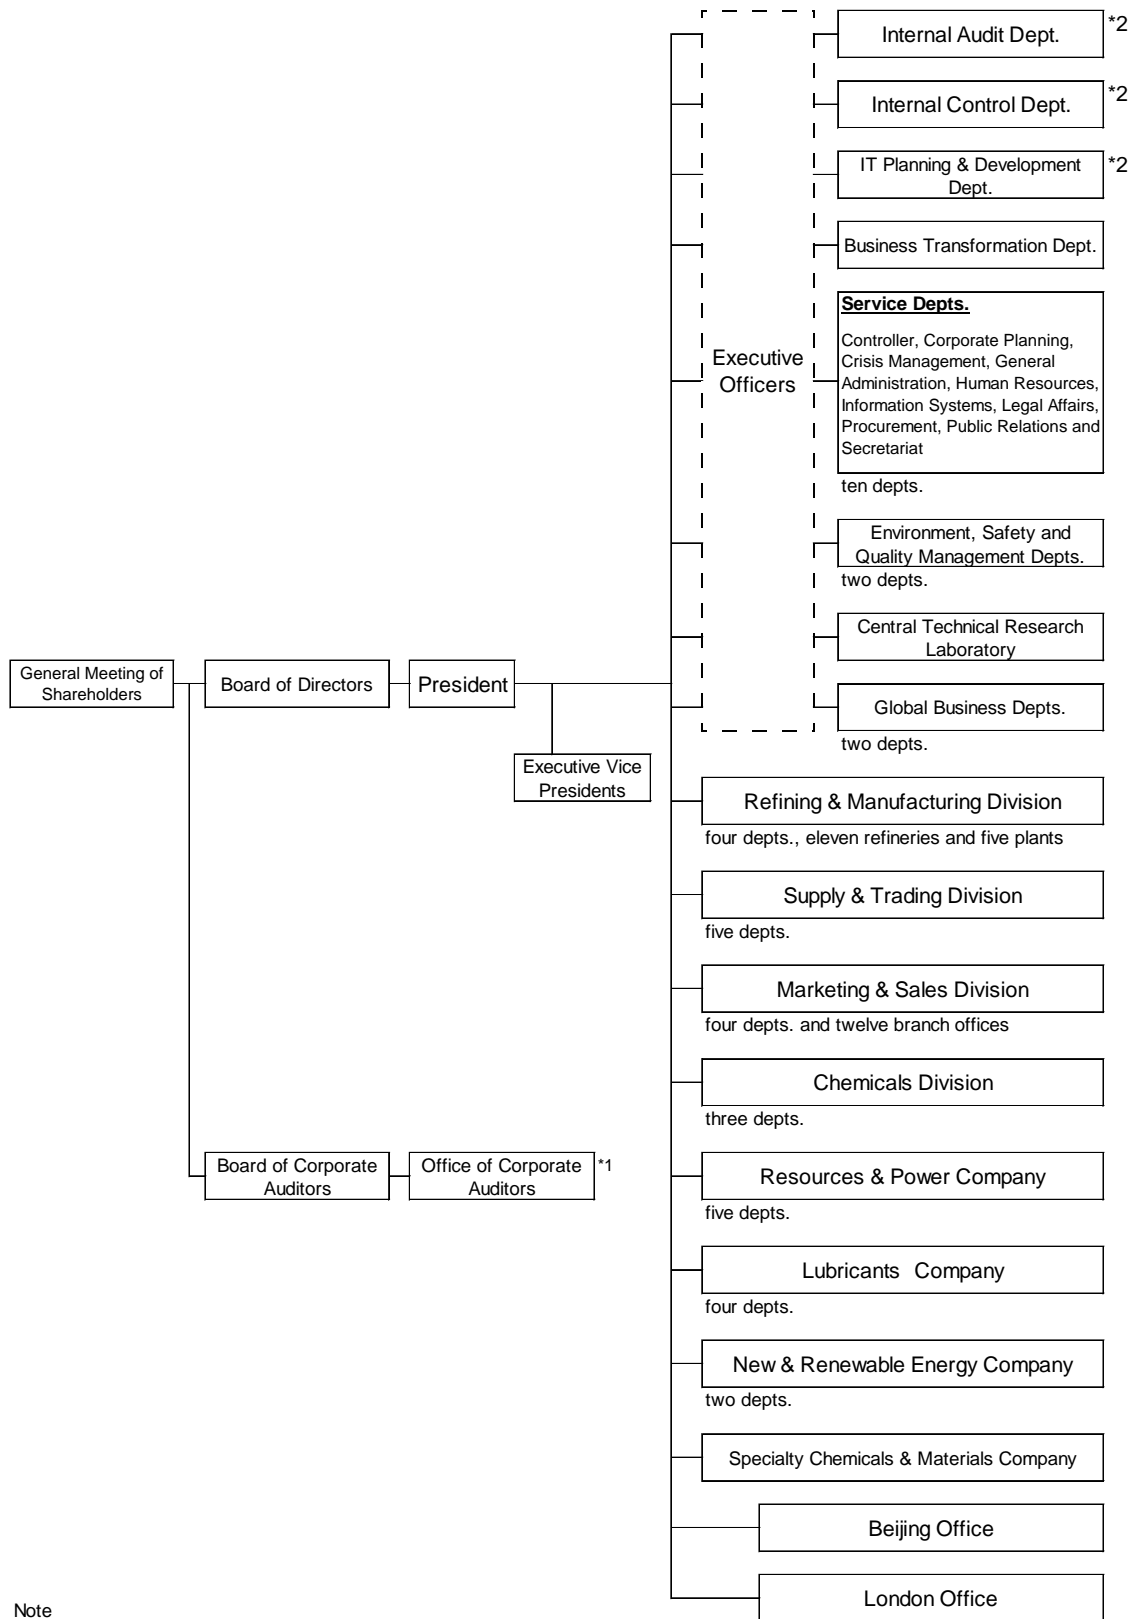 Internal Audit Dept. *2
Internal Control Dept. *2
IT Planning & Development *2
Dept.
Business Transformation Dept.
Service Depts.
Controller, Corporate Planning,
Crisis Management, General
Administration, Human Resources,
Information Systems, Legal Affairs,
Procurement, Public Relations and
Secretariat
ten depts.
Executive
Officers
Environment, Safety and
Quality Management Depts.
two depts.
Central Technical Research
Laboratory
General Meeting of
Shareholders
Board of Directors
President
Global Business Depts.
two depts.
Executive Vice
Presidents
Refining & Manufacturing Division
four depts., eleven refineries and five plants
Supply & Trading Division
five depts.
Marketing & Sales Division
four depts. and twelve branch offices
Chemicals Division
three depts.
Board of Corporate
Auditors
Office of Corporate *1
Auditors
Resources & Power Company
five depts.
Lubricants Company
four depts.
New & Renewable Energy Company
two depts.
Specialty Chemicals & Materials Company
Beijing Office
London Office
Note